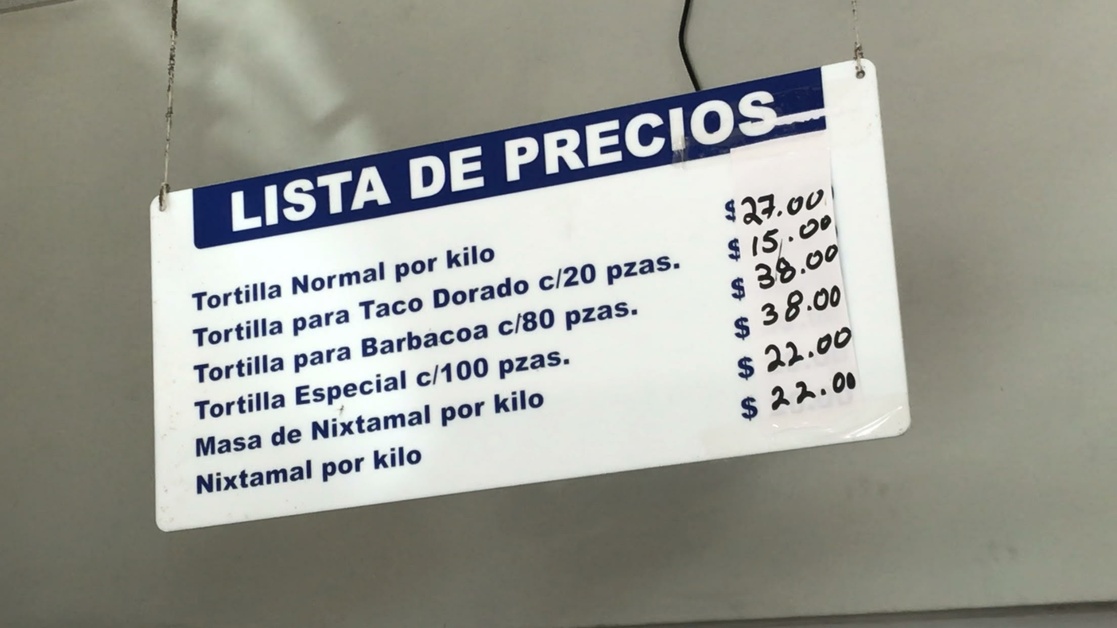 LISTA DE PRECIOS
Tortilla Normal por kilo $ 27.00
Tortilla para Taco Dorado c/20 pzas. $ 15.00
Tortilla para Barbacoa c/80 pzas. $ 38.00
Tortilla Especial c/100 pzas. $ 38.00
Masa de Nixtamal por kilo $ 22.00
Nixtamal por kilo $ 22.00